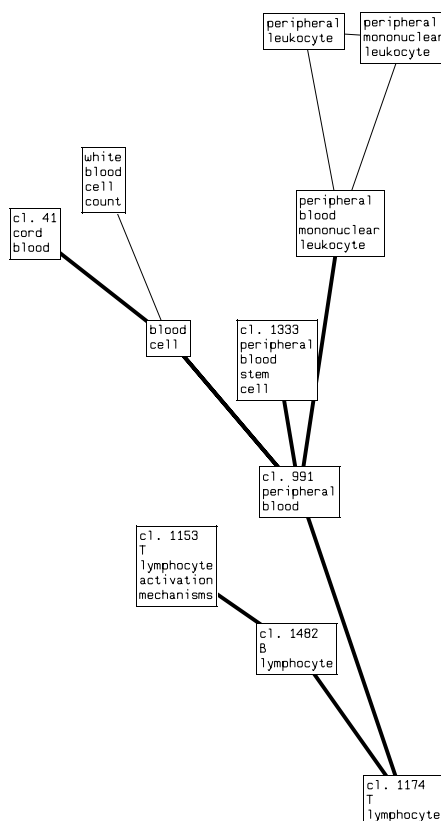 peripheral
leukocyte
peripheral
mononuclear
leukocyte
white
blood
cell
count
peripheral
blood
mononuclear
leukocyte
cl. 41
cord
blood
blood
cell
cl. 1333
peripheral
blood
stem
cell
cl. 991
peripheral
blood
cl. 1153
T
lymphocyte
activation
mechanisms
cl. 1482
B
lymphocyte
cl. 1174
T
lymphocyte